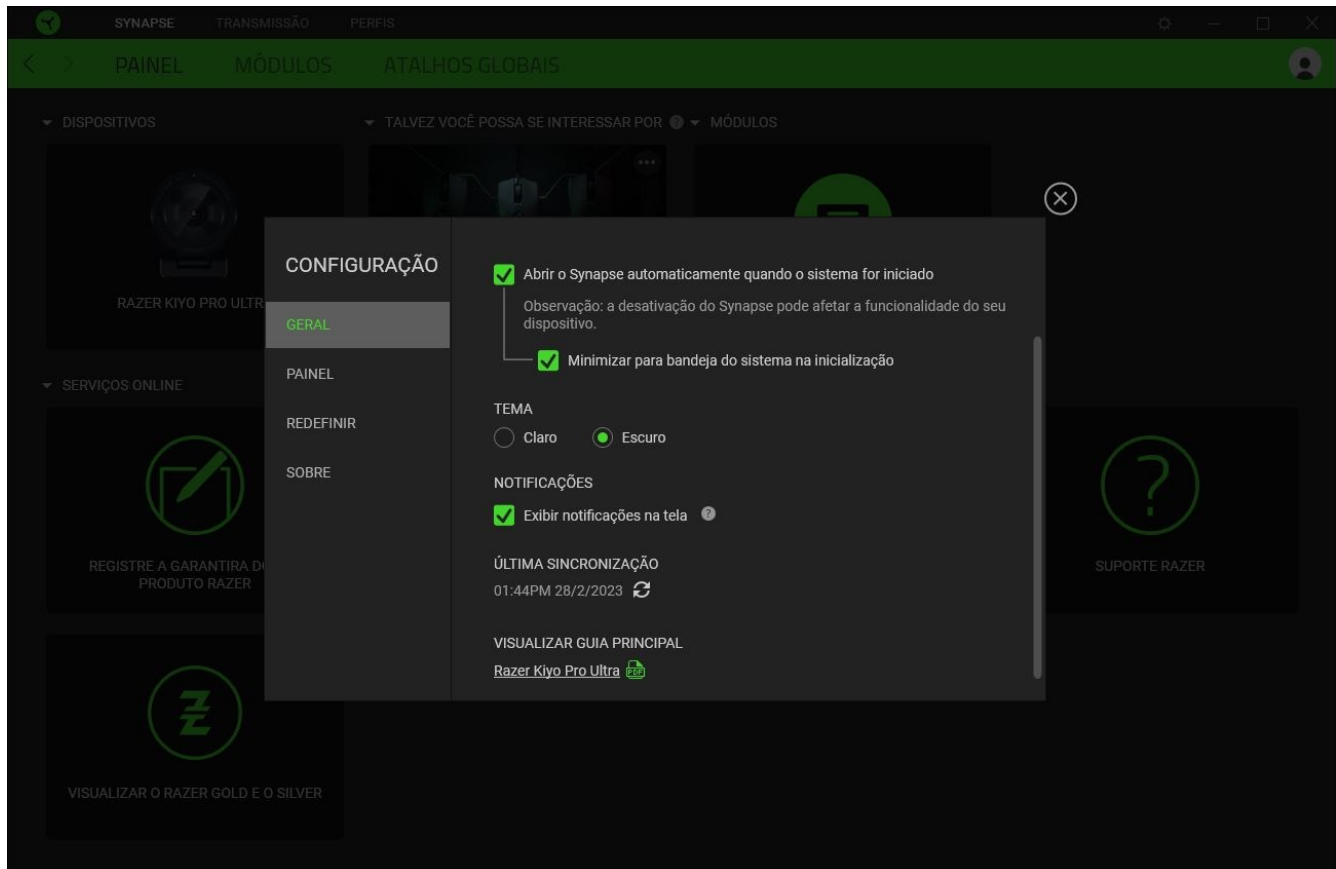 SYNAPSE TRANSMISSÃO PERFIS
PAINEL MÓDULOS ATALHOS GLOBAIS
DISPOSITIVOS
TALVEZ VOCÊ POSSA SE INTERESSAR POR
MÓDULOS
RAZER KIYO PRO ULTR
SERVIÇOS ONLINE
REGISTRE A GARANTIRA D
PRODUTO RAZER
SUPORTE RAZER
VISUALIZAR O RAZER GOLD E O SILVER
CONFIGURAÇÃO
GERAL
PAINEL
REDEFINIR
SOBRE
Abrir o Synapse automaticamente quando o sistema for iniciado
Observação: a desativação do Synapse pode afetar a funcionalidade do seu
dispositivo.
Minimizar para bandeja do sistema na inicialização
TEMA
Claro Escuro
NOTIFICAÇÕES
Exibir notificações na tela ?
ÚLTIMA SINCRONIZAÇÃO
01:44PM 28/2/2023
VISUALIZAR GUIA PRINCIPAL
Razer Kiyo Pro Ultra PDF